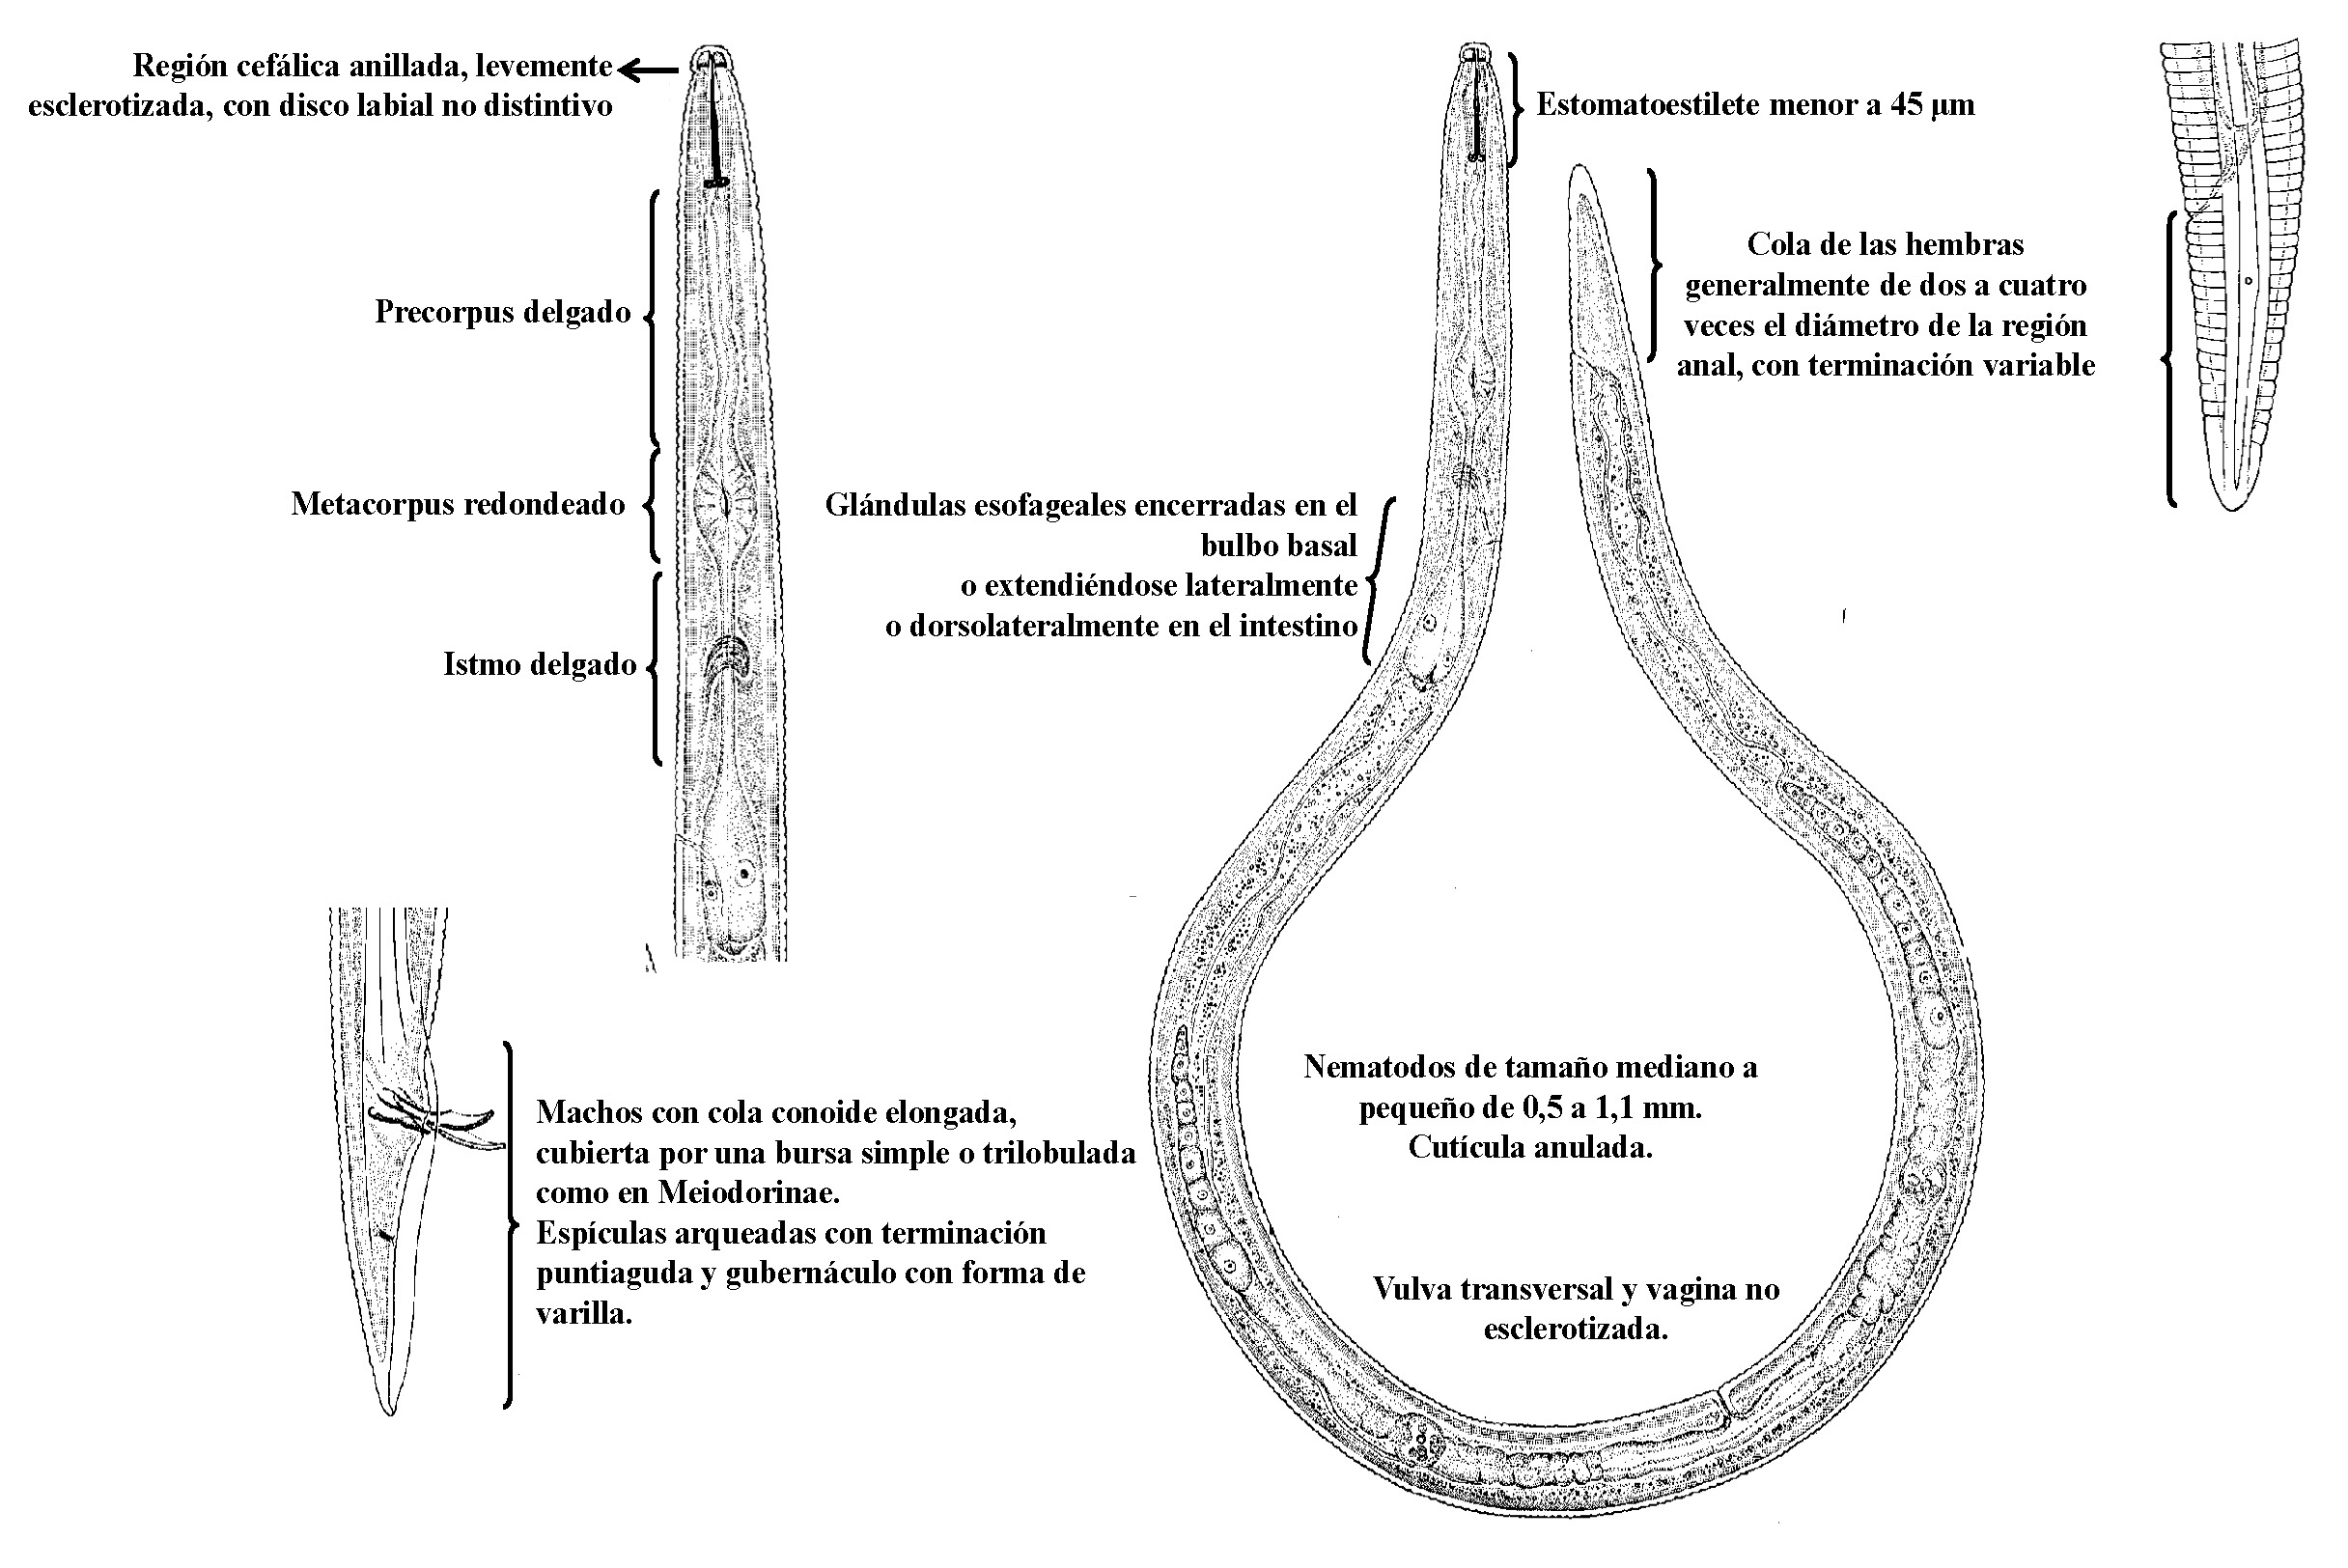 Región cefálica anillada, levemente
esclerotizada, con disco labial no distintivo
Precorpus delgado
Metacorpus redondeado
Istmo delgado
Estomatoestilete menor a 45 µm
Cola de las hembras
generalmente de dos a cuatro
veces el diámetro de la región
anal, con terminación variable
Glándulas esofageales encerradas en el
bulbo basal
o extendiéndose lateralmente
o dorsolateralmente en el intestino
Machos con cola conoide elongada,
cubierta por una bursa simple o trilobulada
como en Meiodorinae.
Espículas arqueadas con terminación
puntiaguda y gubernáculo con forma de
varilla.
Nematodos de tamaño mediano a
pequeño de 0,5 a 1,1 mm.
Cutícula anulada.
Vulva transversal y vagina no
esclerotizada.